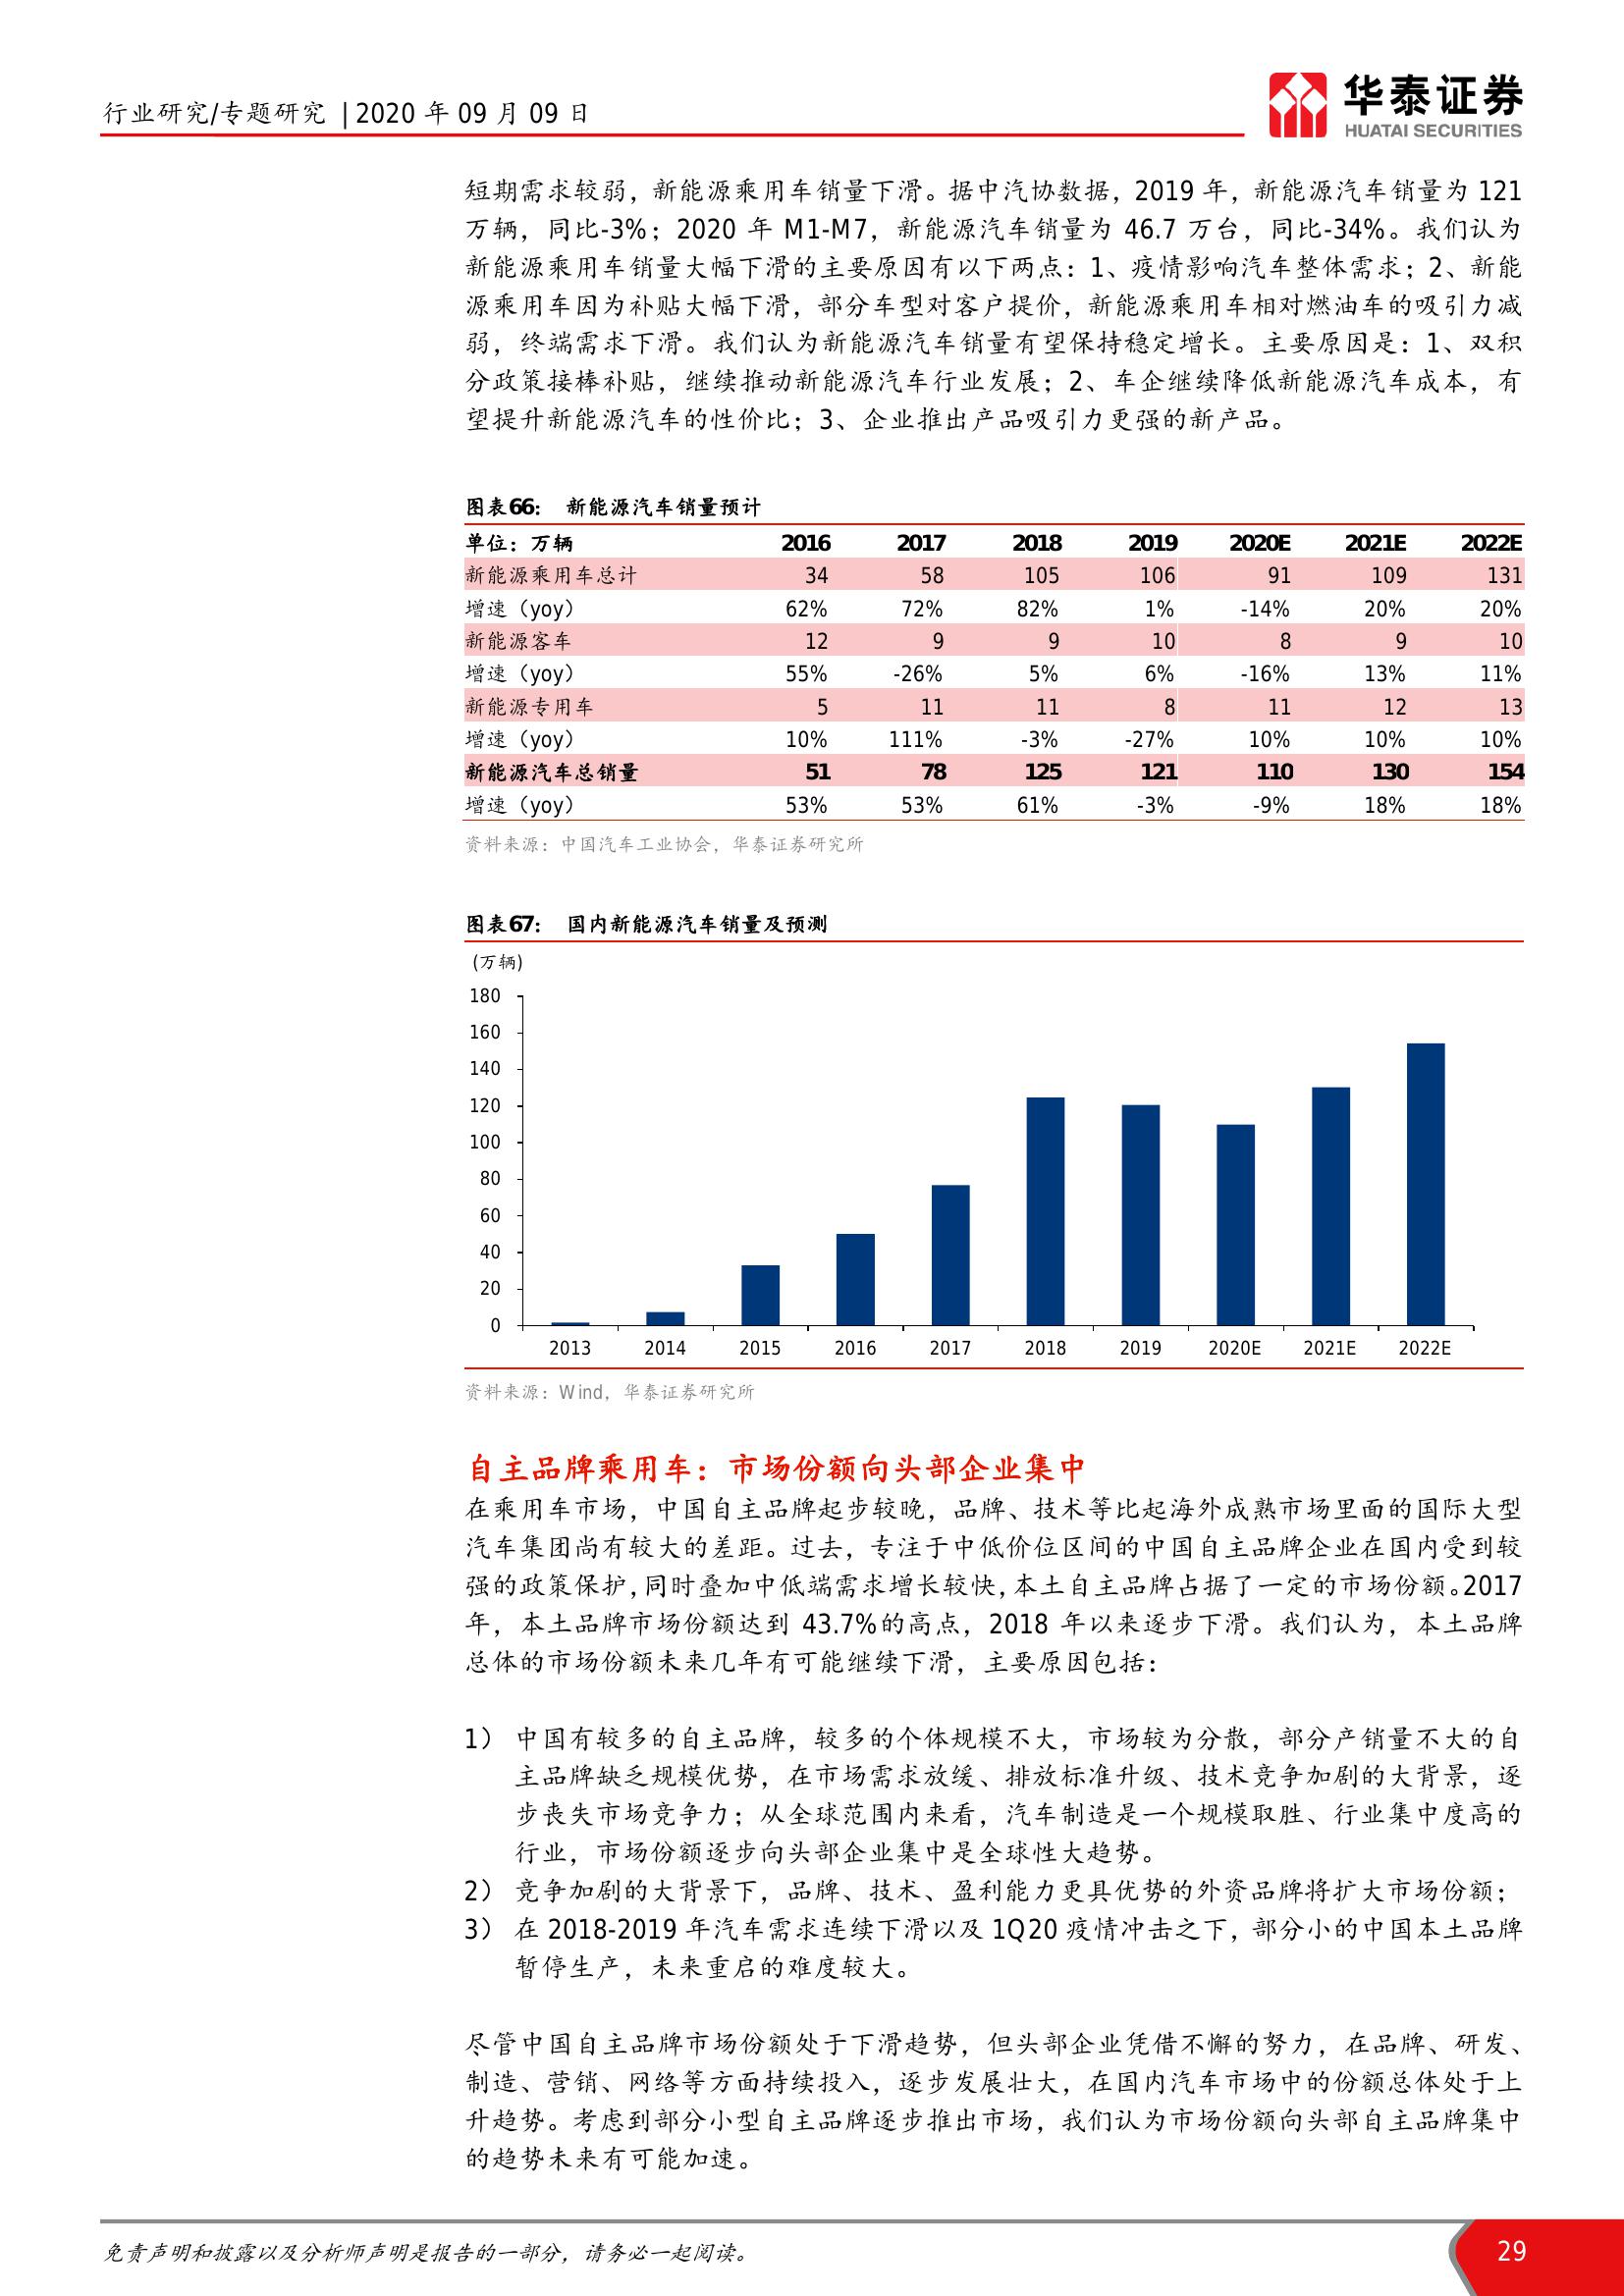 行业研究/专题研究 | 2020 年 09 月 09 日
华泰证券
HUATAI SECURITIES
短期需求较弱，新能源乘用车销量下滑。据中汽协数据，2019 年，新能源汽车销量为 121
万辆，同比-3%；2020 年 M1-M7，新能源汽车销量为 46.7 万台，同比-34%。我们认为
新能源乘用车销量大幅下滑的主要原因有以下两点：1、疫情影响汽车整体需求；2、新能
源乘用车因为补贴大幅下滑，部分车型对客户提价，新能源乘用车相对燃油车的吸引力减
弱，终端需求下滑。我们认为新能源汽车销量有望保持稳定增长。主要原因是：1、双积
分政策接棒补贴，继续推动新能源汽车行业发展；2、车企继续降低新能源汽车成本，有
望提升新能源汽车的性价比；3、企业推出产品吸引力更强的新产品。
图表66： 新能源汽车销量预计
单位：万辆 2016 2017 2018 2019 2020E 2021E 2022E
新能源乘用车总计 34 58 105 106 91 109 131
增速（yoy） 62% 72% 82% 1% -14% 20% 20%
新能源客车 12 9 9 10 8 9 10
增速（yoy） 55% -26% 5% 6% -16% 13% 11%
新能源专用车 5 11 11 8 11 12 13
增速（yoy） 10% 111% -3% -27% 10% 10% 10%
新能源汽车总销量 51 78 125 121 110 130 154
增速（yoy） 53% 53% 61% -3% -9% 18% 18%
资料来源：中国汽车工业协会，华泰证券研究所
图表67： 国内新能源汽车销量及预测
(万辆)
180
160
140
120
100
80
60
40
20
0
2013 2014 2015 2016 2017 2018 2019 2020E 2021E 2022E
资料来源：Wind，华泰证券研究所
自主品牌乘用车：市场份额向头部企业集中
在乘用车市场，中国自主品牌起步较晚，品牌、技术等比起海外成熟市场里面的国际大型
汽车集团尚有较大的差距。过去，专注于中低价位区间的中国自主品牌企业在国内受到较
强的政策保护，同时叠加中低端需求增长较快，本土自主品牌占据了一定的市场份额。2017
年，本土品牌市场份额达到 43.7%的高点，2018 年以来逐步下滑。我们认为，本土品牌
总体的市场份额未来几年有可能继续下滑，主要原因包括：
1） 中国有较多的自主品牌，较多的个体规模不大，市场较为分散，部分产销量不大的自
主品牌缺乏规模优势，在市场需求放缓、排放标准升级、技术竞争加剧的大背景，逐
步丧失市场竞争力；从全球范围内来看，汽车制造是一个规模取胜、行业集中度高的
行业，市场份额逐步向头部企业集中是全球性大趋势。
2） 竞争加剧的大背景下，品牌、技术、盈利能力更具优势的外资品牌将扩大市场份额；
3） 在 2018-2019 年汽车需求连续下滑以及 1Q20 疫情冲击之下，部分小的中国本土品牌
暂停生产，未来重启的难度较大。
尽管中国自主品牌市场份额处于下滑趋势，但头部企业凭借不懈的努力，在品牌、研发、
制造、营销、网络等方面持续投入，逐步发展壮大，在国内汽车市场中的份额总体处于上
升趋势。考虑到部分小型自主品牌逐步推出市场，我们认为市场份额向头部自主品牌集中
的趋势未来有可能加速。
免责声明和披露以及分析师声明是报告的一部分，请务必一起阅读。
29